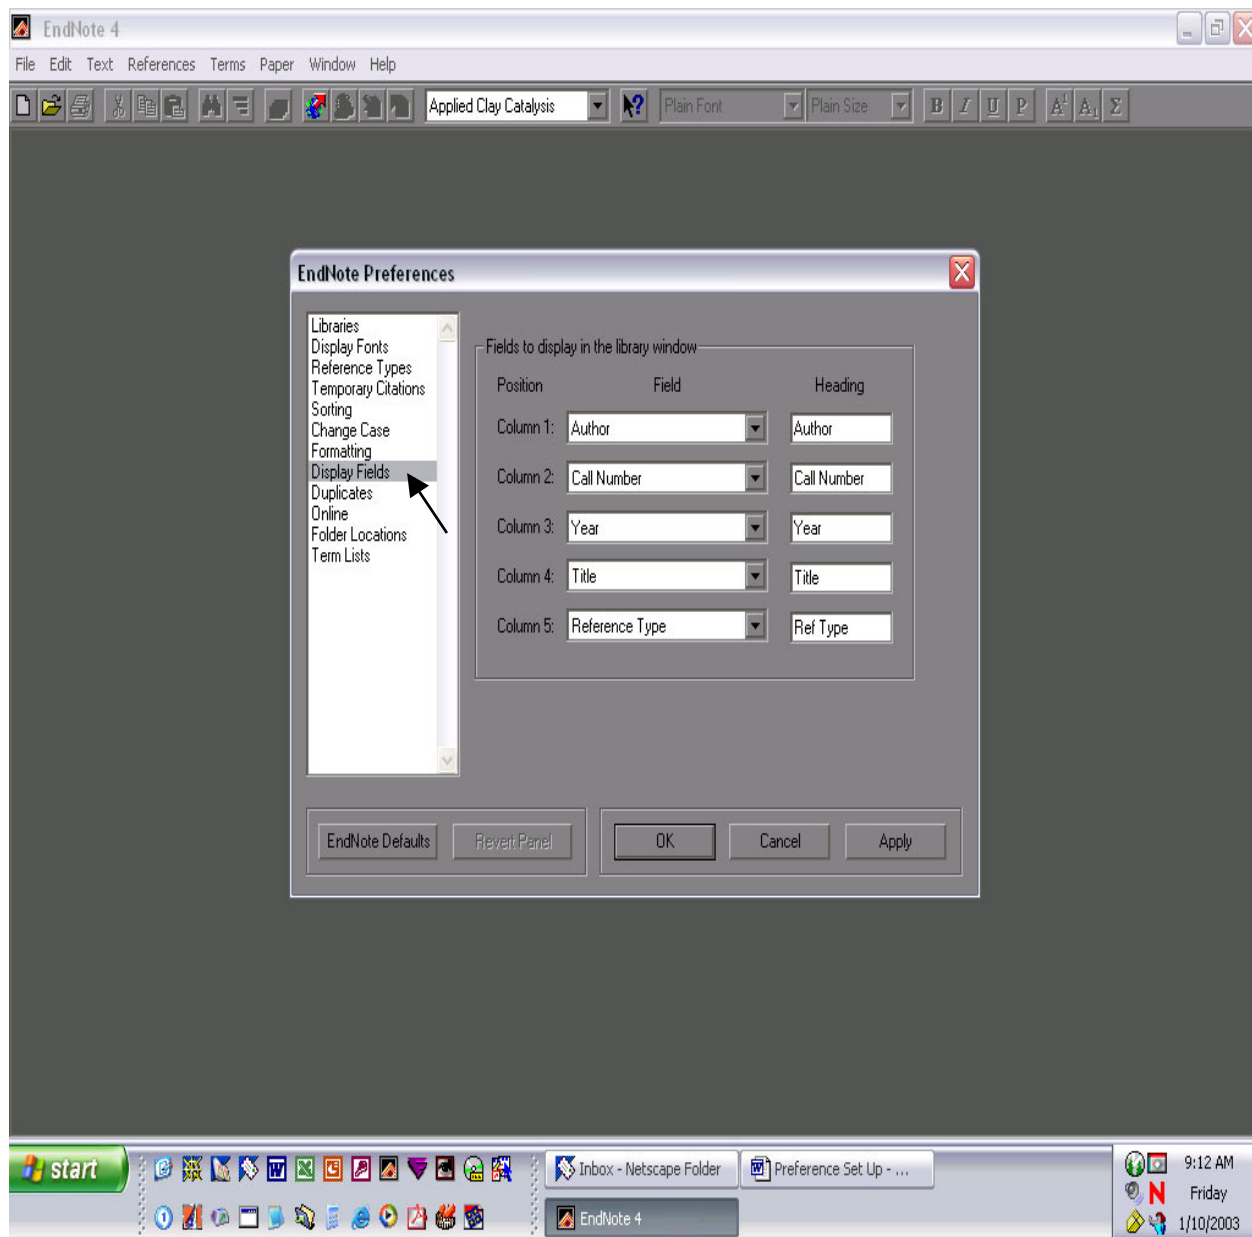 EndNote 4
File Edit Text References Terms Paper Window Help
Applied Clay Catalysis Plain Font Plain Size B I U P A¹ A₁ Σ
EndNote Preferences
Libraries
Display Fonts
Reference Types
Temporary Citations
Sorting
Change Case
Formatting
Display Fields
Duplicates
Online
Folder Locations
Term Lists
Fields to display in the library window
Position Field Heading
Column 1: Author Author
Column 2: Call Number Call Number
Column 3: Year Year
Column 4: Title Title
Column 5: Reference Type Ref Type
EndNote Defaults Revert Panel OK Cancel Apply
start Inbox - Netscape Folder Preference Set Up - ... 9:12 AM
Friday
EndNote 4 1/10/2003